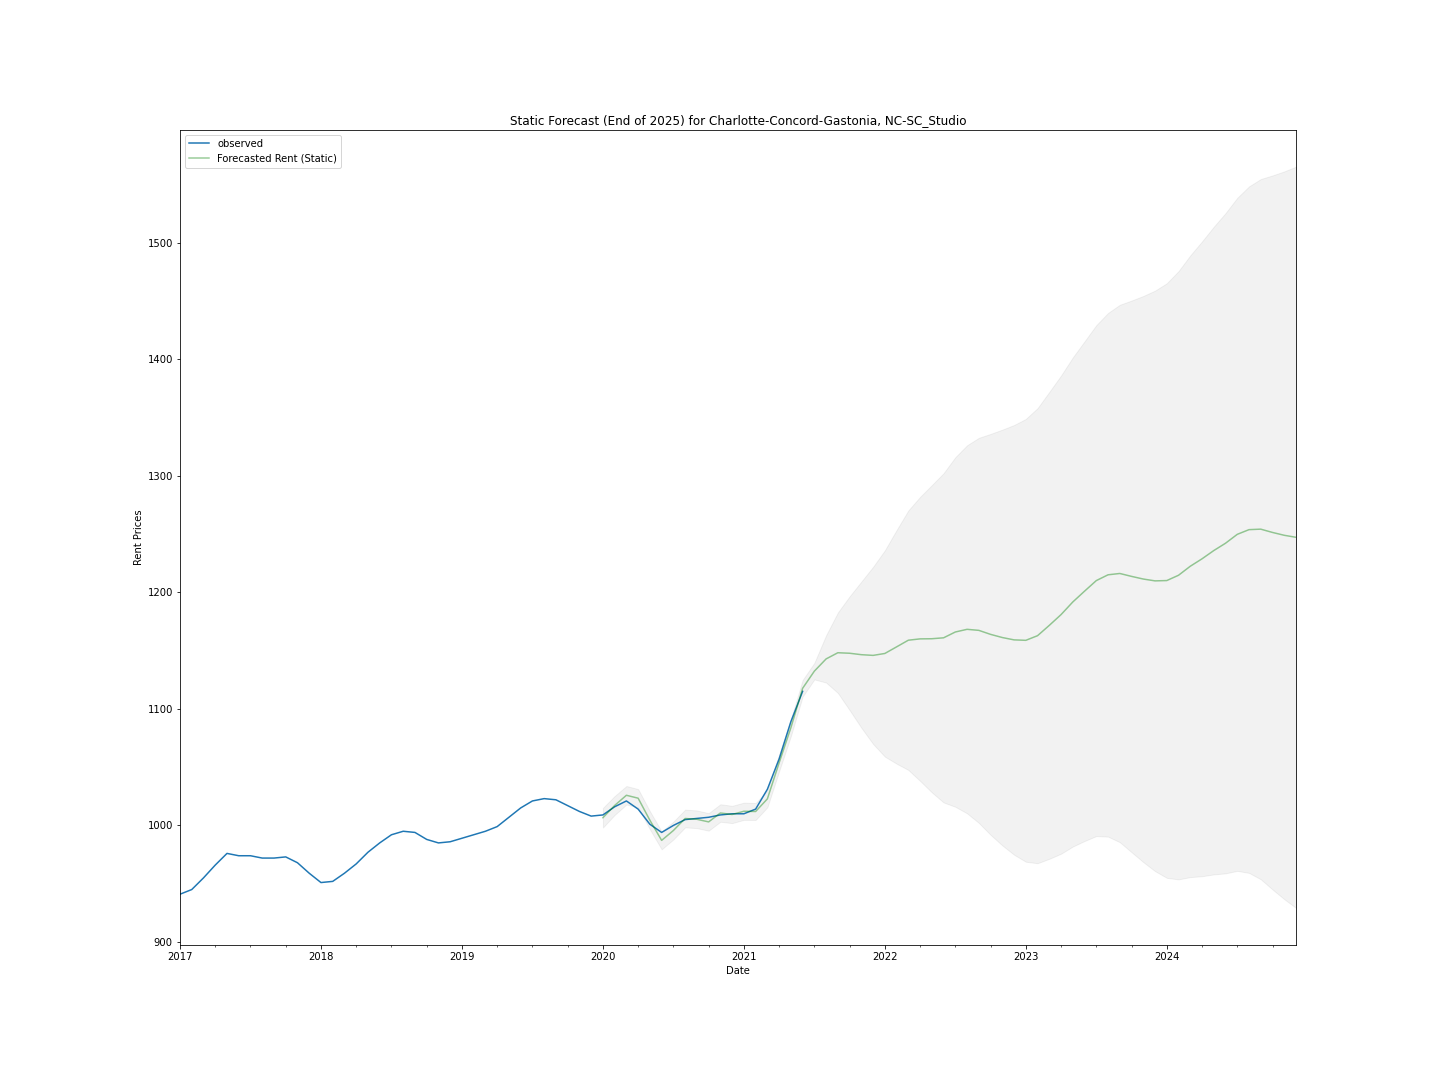 Static Forecast (End of 2025) for Charlotte-Concord-Gastonia, NC-SC_Studio
observed
Forecasted Rent (Static)
1500
1400
1300
1200
1100
1000
900
Rent Prices
2017 2018 2019 2020 2021 2022 2023 2024
Date